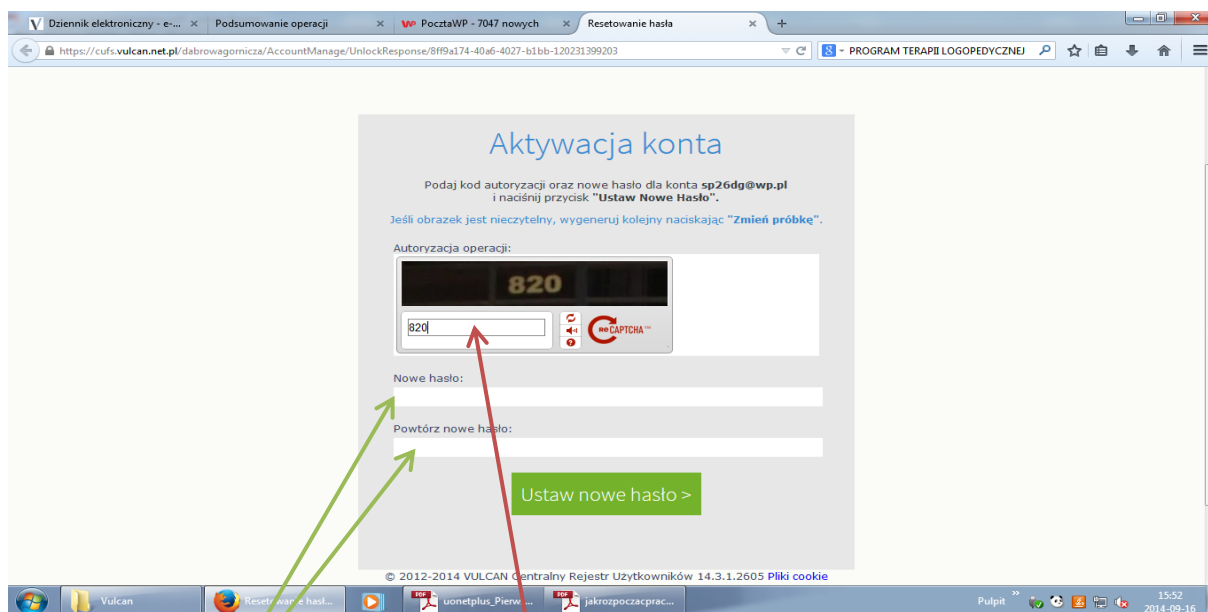 Dziennik elektroniczny - e-...
Podsumowanie operacji
WP PocztaWP - 7047 nowych
Resetowanie hasła
https://cufs.vulcan.net.pl/dabrowagornicza/AccountManage/UnlockResponse/8ff9a174-40a6-4027-b1bb-120231399203
PROGRAM TERAPII LOGOPEDYCZNEJ
Aktywacja konta
Podaj kod autoryzacji oraz nowe hasło dla konta sp26dg@wp.pl
i naciśnij przycisk "Ustaw Nowe Hasło".
Jeśli obrazek jest nieczytelny, wygeneruj kolejny naciskając "Zmień próbkę".
Autoryzacja operacji:
820
820
reCAPTCHA™
Nowe hasło:
Powtórz nowe hasło:
Ustaw nowe hasło >
© 2012-2014 VULCAN Centralny Rejestr Użytkowników 14.3.1.2605 Pliki cookie
Vulcan
Resetowanie hasł...
uonetplus_Pierw...
jakrozpoczacprac...
Pulpit
15:52
2014-09-16